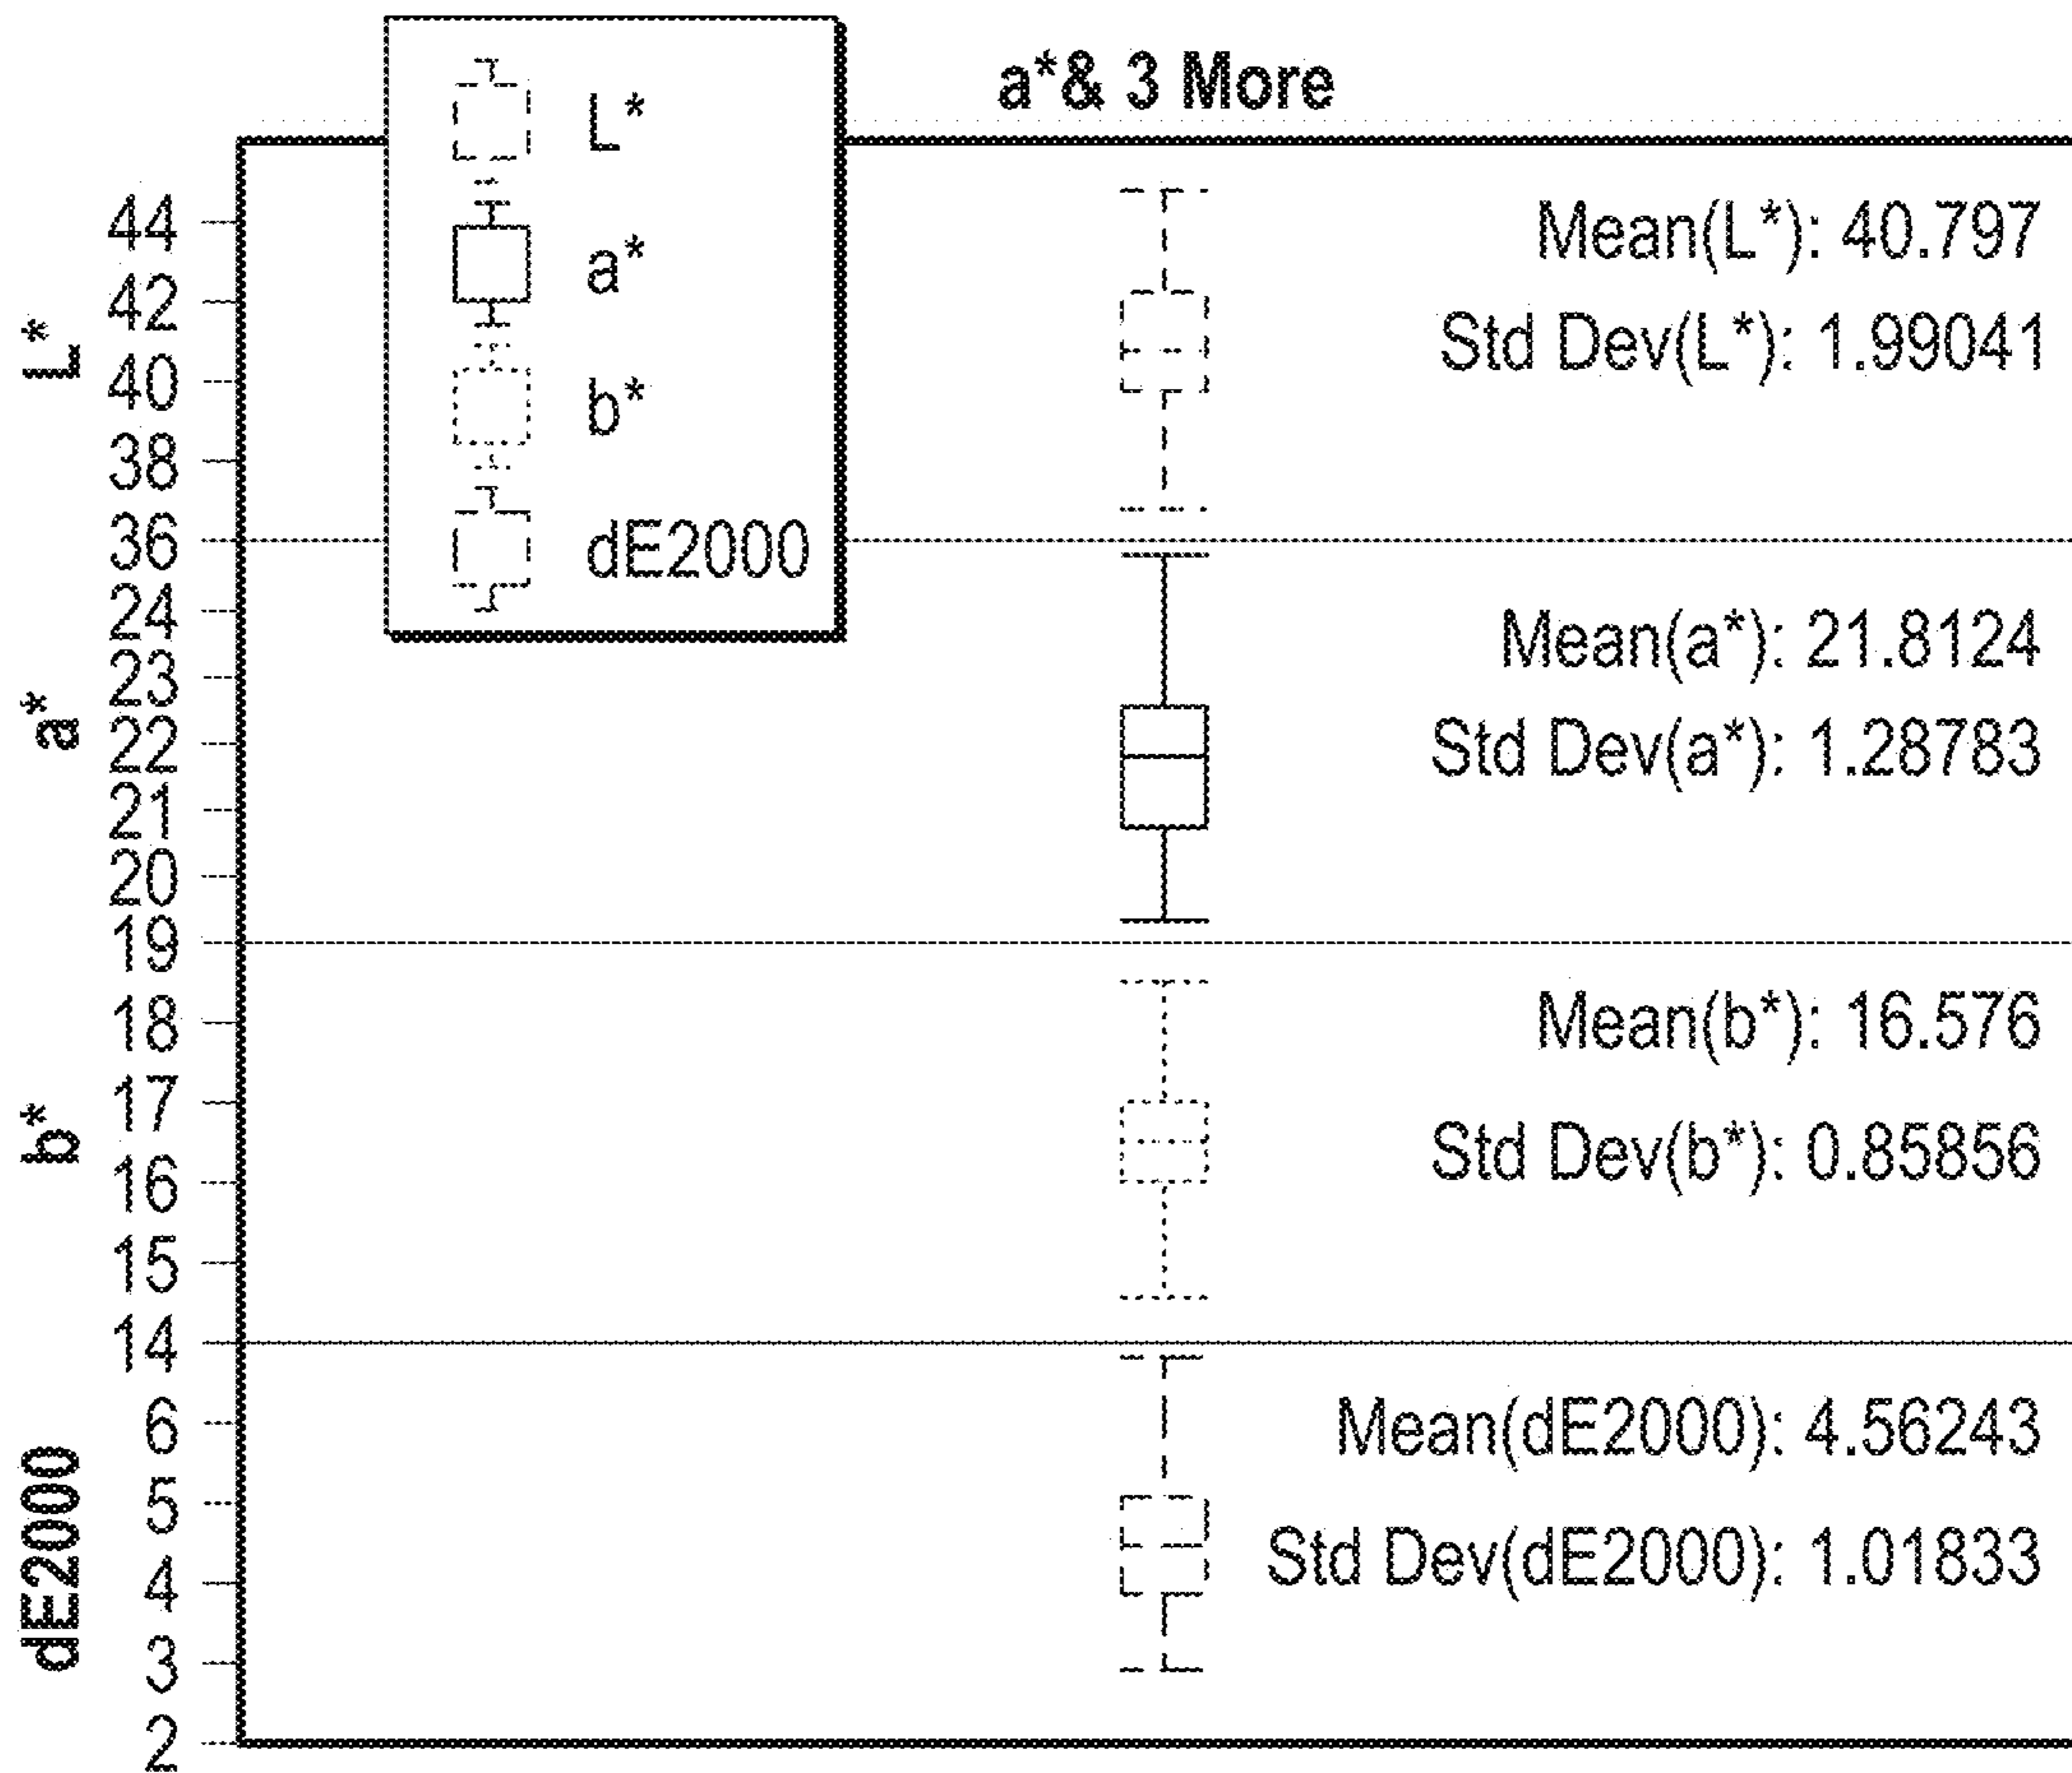 a*& 3 More
L*
a*
b*
dE2000
L*
44
42
40
38
36
Mean(L*): 40.797
Std Dev(L*): 1.99041
a*
24
23
22
21
20
19
Mean(a*): 21.8124
Std Dev(a*): 1.28783
b*
18
17
16
15
14
Mean(b*): 16.576
Std Dev(b*): 0.85856
dE2000
6
5
4
3
2
Mean(dE2000): 4.56243
Std Dev(dE2000): 1.01833